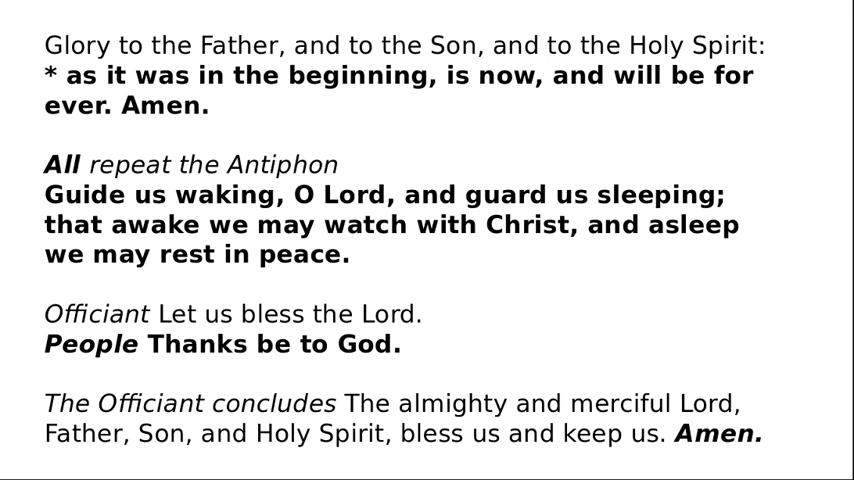 Glory to the Father, and to the Son, and to the Holy Spirit:
* as it was in the beginning, is now, and will be for
ever. Amen.
All repeat the Antiphon
Guide us waking, O Lord, and guard us sleeping;
that awake we may watch with Christ, and asleep
we may rest in peace.
Officiant Let us bless the Lord.
People Thanks be to God.
The Officiant concludes The almighty and merciful Lord,
Father, Son, and Holy Spirit, bless us and keep us. Amen.